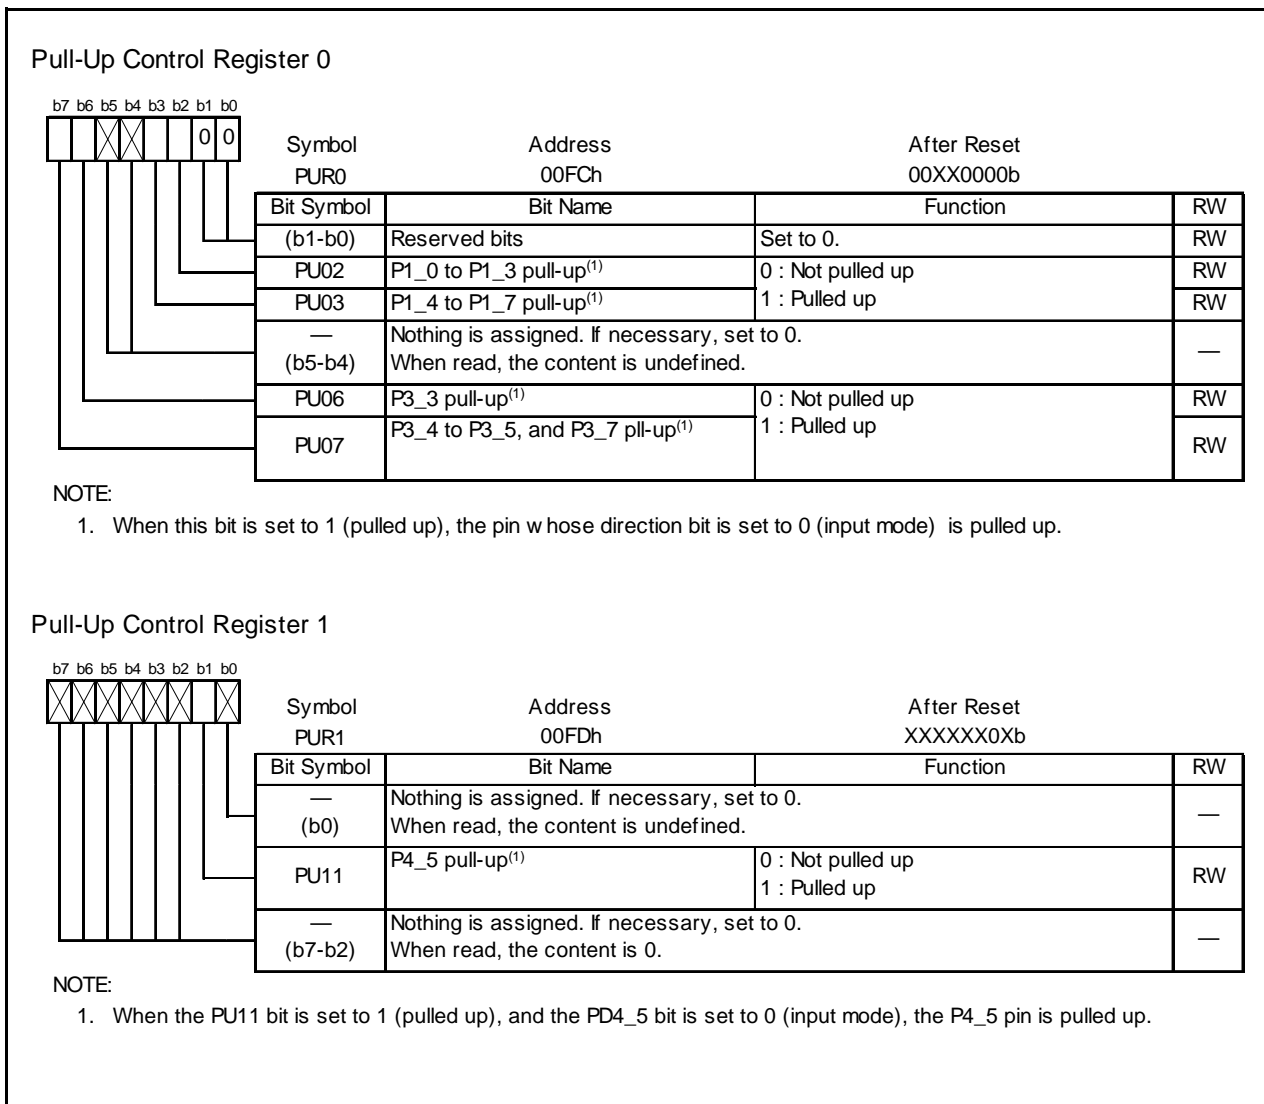 Pull-Up Control Register 0
b7 b6 b5 b4 b3 b2 b1 b0
0 0
Symbol Address After Reset
PUR0 00FCh 00XX0000b
Bit Symbol Bit Name Function RW
(b1-b0) Reserved bits Set to 0. RW
PU02 P1_0 to P1_3 pull-up(1) 0 : Not pulled up RW
PU03 P1_4 to P1_7 pull-up(1) 1 : Pulled up RW
— Nothing is assigned. If necessary, set to 0.
(b5-b4) When read, the content is undefined. —
PU06 P3_3 pull-up(1) 0 : Not pulled up RW
PU07 P3_4 to P3_5, and P3_7 pll-up(1) 1 : Pulled up RW
NOTE:
1. When this bit is set to 1 (pulled up), the pin whose direction bit is set to 0 (input mode) is pulled up.
Pull-Up Control Register 1
b7 b6 b5 b4 b3 b2 b1 b0
Symbol Address After Reset
PUR1 00FDh XXXXXX0Xb
Bit Symbol Bit Name Function RW
— Nothing is assigned. If necessary, set to 0.
(b0) When read, the content is undefined. —
PU11 P4_5 pull-up(1) 0 : Not pulled up RW
1 : Pulled up
— Nothing is assigned. If necessary, set to 0.
(b7-b2) When read, the content is 0. —
NOTE:
1. When the PU11 bit is set to 1 (pulled up), and the PD4_5 bit is set to 0 (input mode), the P4_5 pin is pulled up.